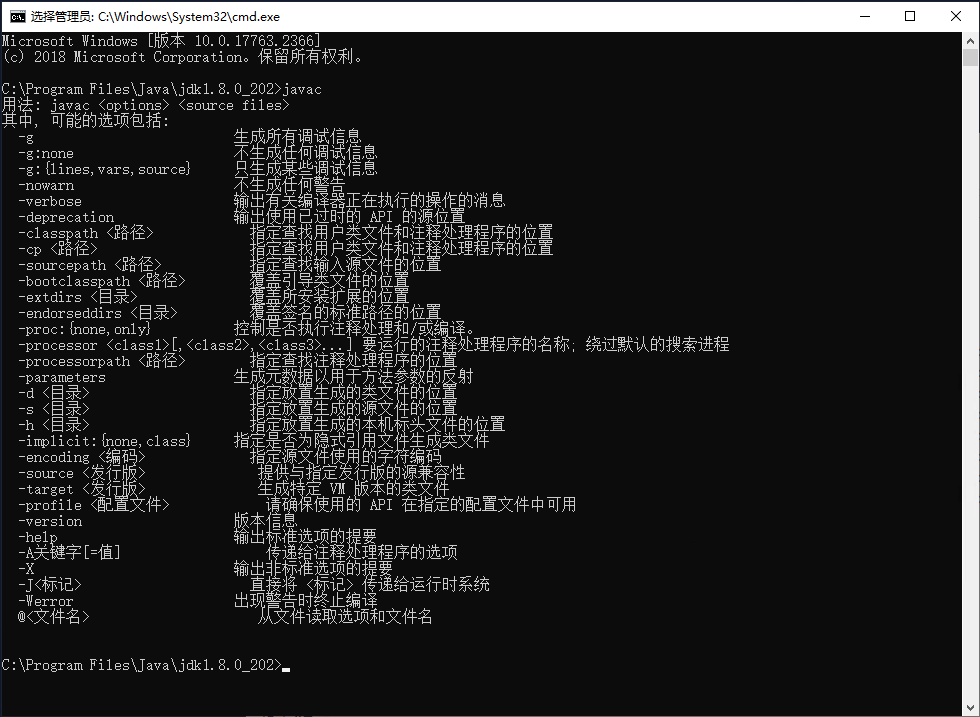 选择管理员: C:\Windows\System32\cmd.exe
Microsoft Windows [版本 10.0.17763.2366]
(c) 2018 Microsoft Corporation。保留所有权利。
C:\Program Files\Java\jdk1.8.0_202>javac
用法: javac <options> <source files>
其中, 可能的选项包括:
-g 生成所有调试信息
-g:none 不生成任何调试信息
-g:{lines,vars,source} 只生成某些调试信息
-nowarn 不生成任何警告
-verbose 输出有关编译器正在执行的操作的消息
-deprecation 输出使用已过时的 API 的源位置
-classpath <路径> 指定查找用户类文件和注释处理程序的位置
-cp <路径> 指定查找用户类文件和注释处理程序的位置
-sourcepath <路径> 指定查找输入源文件的位置
-bootclasspath <路径> 覆盖引导类文件的位置
-extdirs <目录> 覆盖所安装扩展的位置
-endorseddirs <目录> 覆盖签名的标准路径的位置
-proc:{none,only} 控制是否执行注释处理和/或编译。
-processor <class1>[,<class2>,<class3>...] 要运行的注释处理程序的名称; 绕过默认的搜索进程
-processorpath <路径> 指定查找注释处理程序的位置
-parameters 生成元数据以用于方法参数的反射
-d <目录> 指定放置生成的类文件的位置
-s <目录> 指定放置生成的源文件的位置
-h <目录> 指定放置生成的本机标头文件的位置
-implicit:{none,class} 指定是否为隐式引用文件生成类文件
-encoding <编码> 指定源文件使用的字符编码
-source <发行版> 提供与指定发行版的源兼容性
-target <发行版> 生成特定 VM 版本的类文件
-profile <配置文件> 请确保使用的 API 在指定的配置文件中可用
-version 版本信息
-help 输出标准选项的提要
-A关键字[=值] 传递给注释处理程序的选项
-X 输出非标准选项的提要
-J<标记> 直接将 <标记> 传递给运行时系统
-Werror 出现警告时终止编译
@<文件名> 从文件读取选项和文件名
C:\Program Files\Java\jdk1.8.0_202>